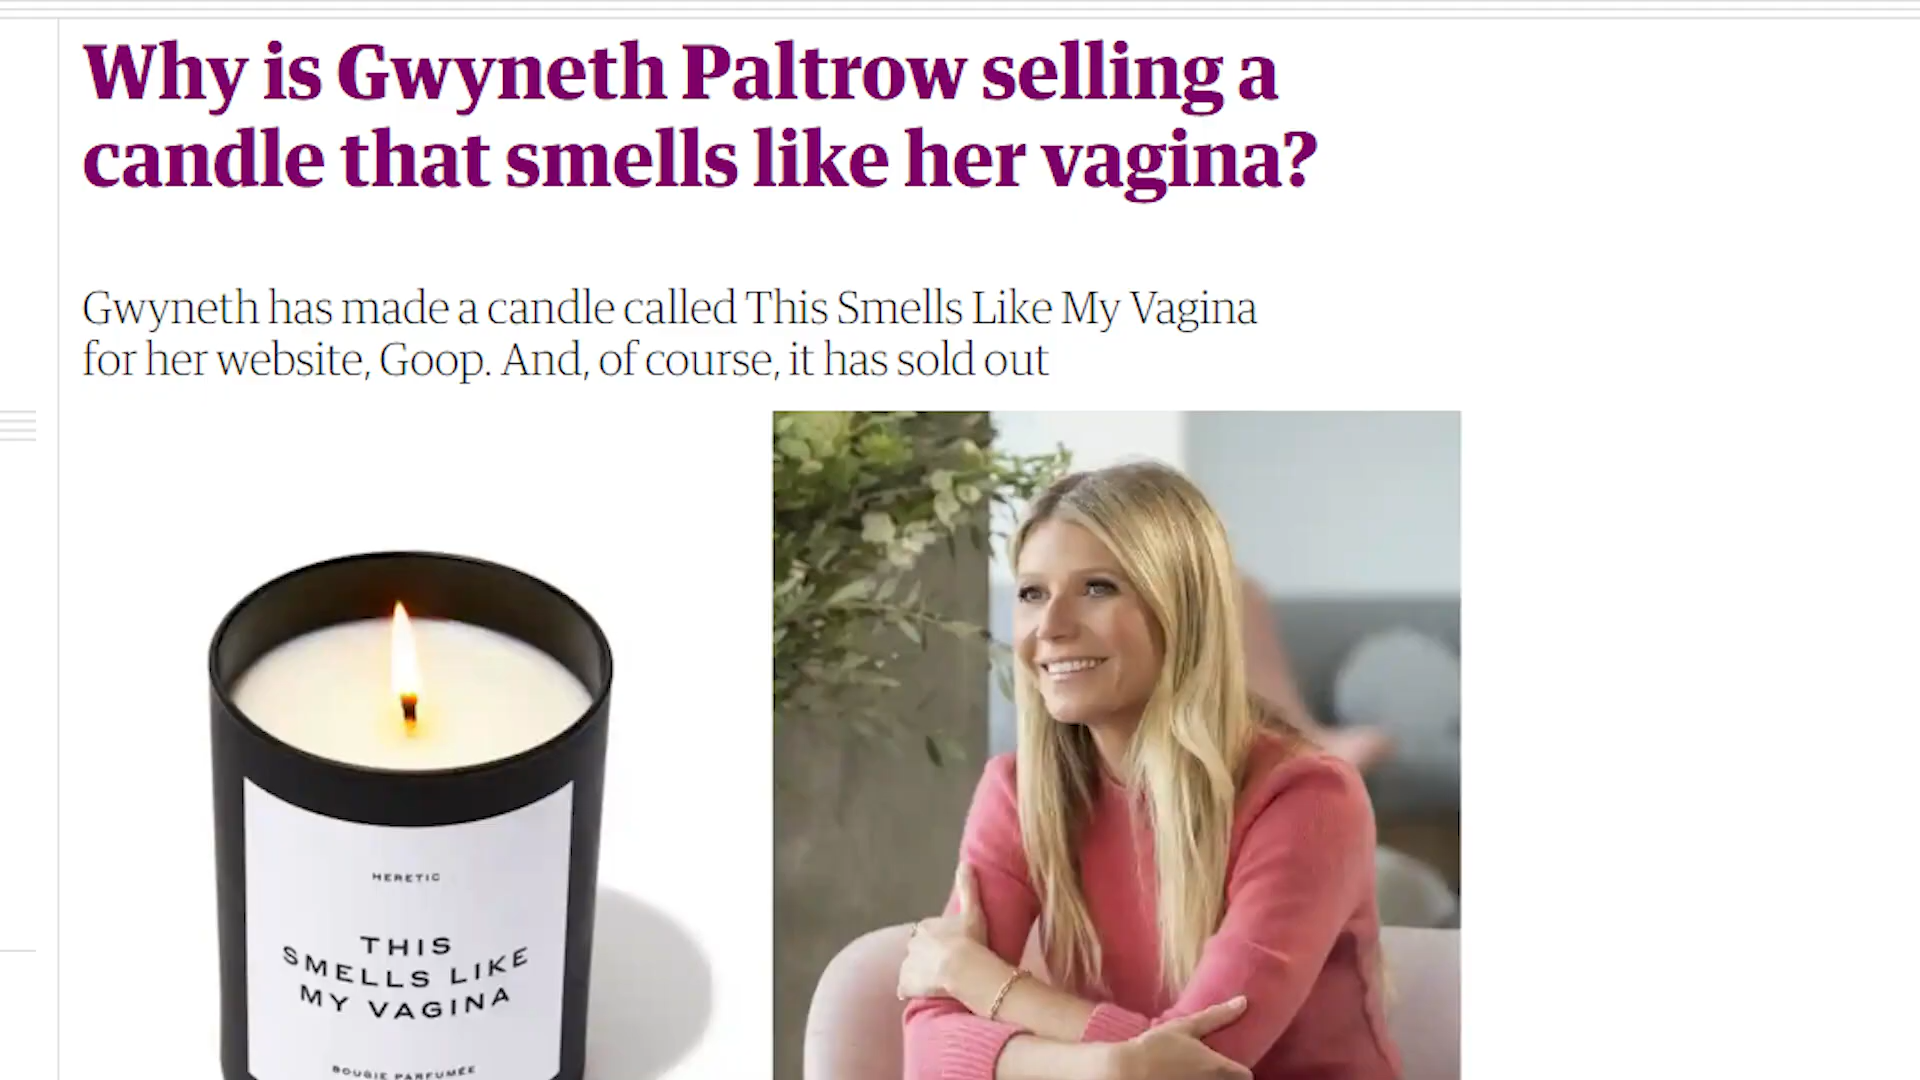 Why is Gwyneth Paltrow selling a
candle that smells like her vagina?
Gwyneth has made a candle called This Smells Like My Vagina
for her website, Goop. And, of course, it has sold out
HERETIC
THIS
SMELLS LIKE
MY VAGINA
BOUGIE PARFUMÉE